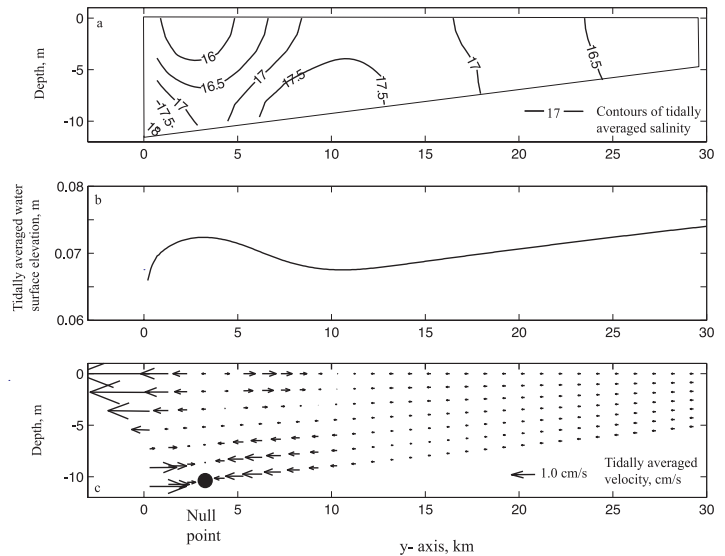 0
a
16
16.5
17
17.5
17
17.5
18
17.5
17
16.5
Depth, m
-5
-10
17
Contours of tidally
averaged salinity
0
5
10
15
20
25
30
0.08
b
Tidally averaged water
surface elevation, m
0.07
0.06
0
5
10
15
20
25
30
0
Depth, m
-5
-10
c
1.0 cm/s
Tidally averaged
velocity, cm/s
0
5
10
15
20
25
30
Null
point
y- axis, km